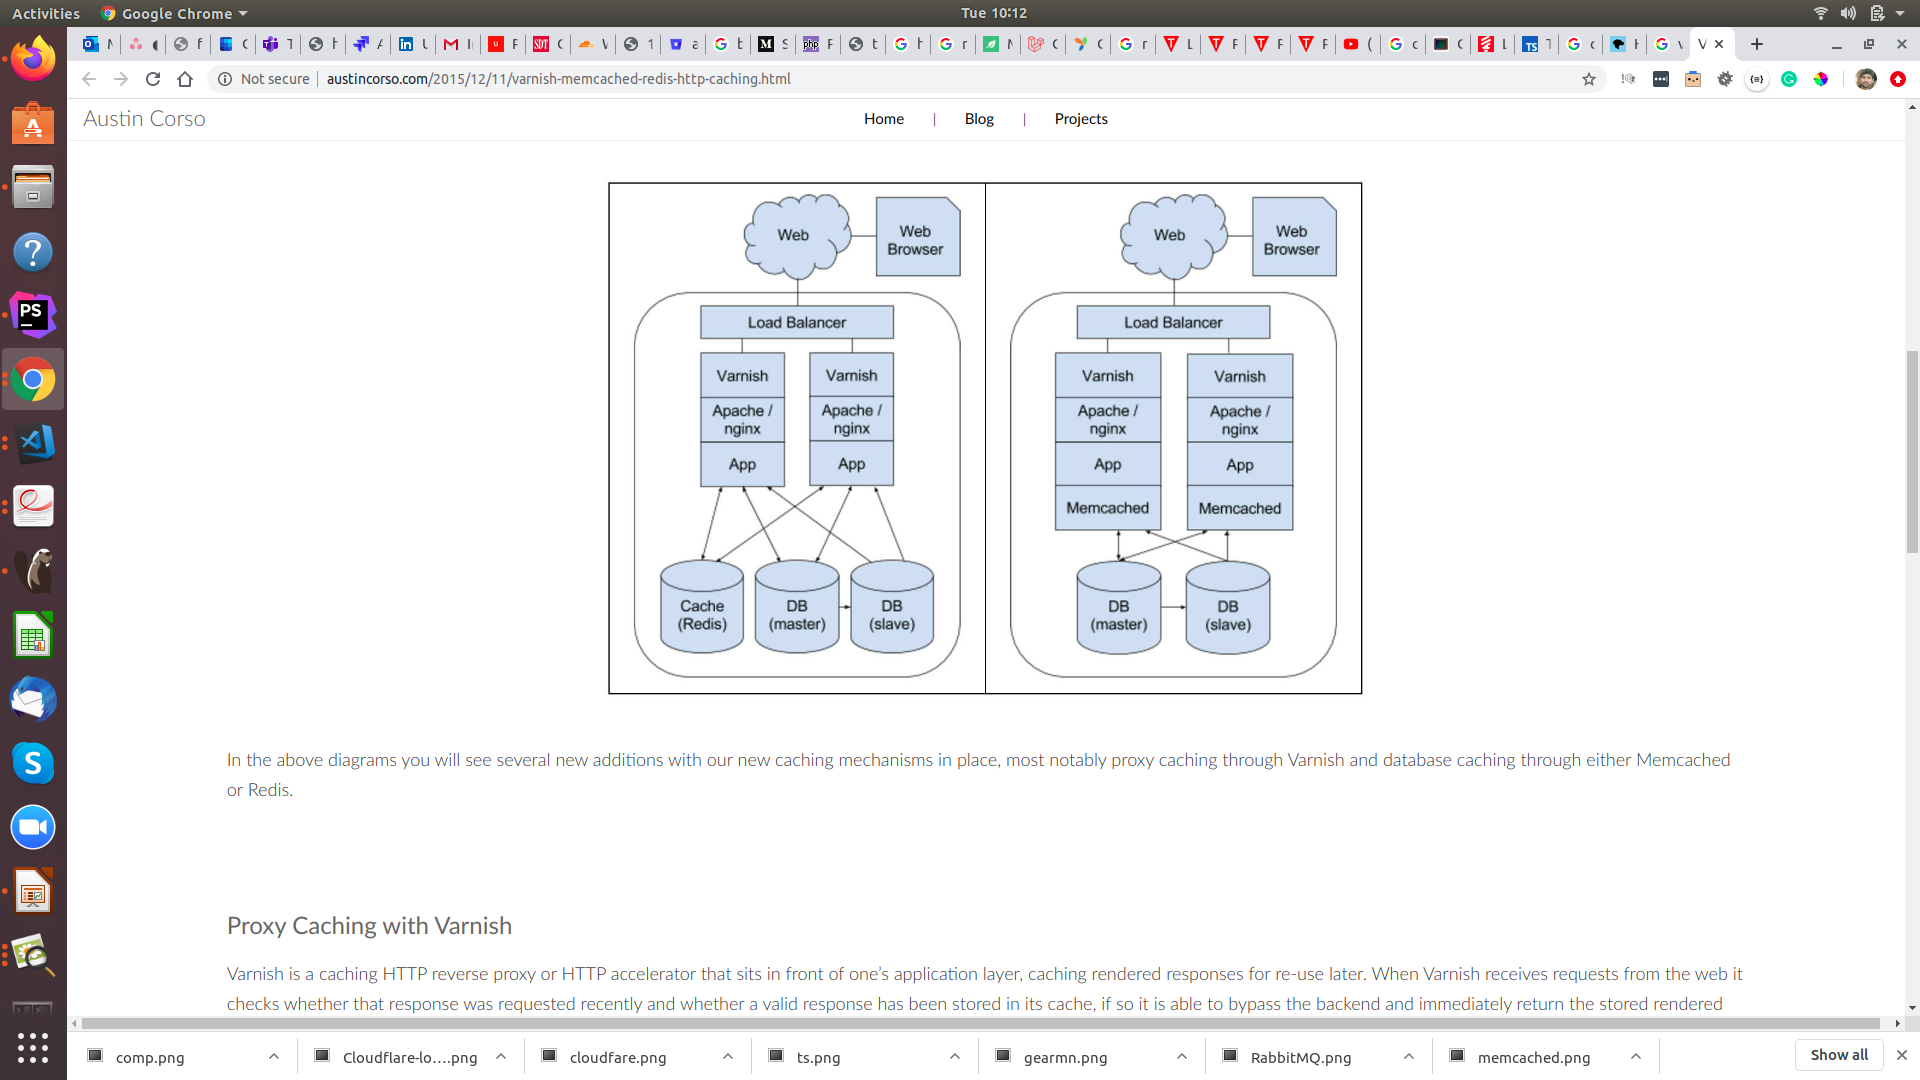 Activities
Google Chrome
Tue 10:12
Not secure
austincorso.com/2015/12/11/varnish-memcached-redis-http-caching.html
Austin Corso
Home | Blog | Projects
Web
Web
Browser
Load Balancer
Varnish
Varnish
Apache /
nginx
Apache /
nginx
App
App
Cache
(Redis)
DB
(master)
DB
(slave)
Web
Web
Browser
Load Balancer
Varnish
Varnish
Apache /
nginx
Apache /
nginx
App
App
Memcached
Memcached
DB
(master)
DB
(slave)
In the above diagrams you will see several new additions with our new caching mechanisms in place, most notably proxy caching through Varnish and database caching through either Memcached
or Redis.
Proxy Caching with Varnish
Varnish is a caching HTTP reverse proxy or HTTP accelerator that sits in front of one’s application layer, caching rendered responses for re-use later. When Varnish receives requests from the web it
checks whether that response was requested recently and whether a valid response has been stored in its cache, if so it is able to bypass the backend and immediately return the stored rendered
comp.png
Cloudflare-lo....png
cloudfare.png
ts.png
gearmn.png
RabbitMQ.png
memcached.png
Show all